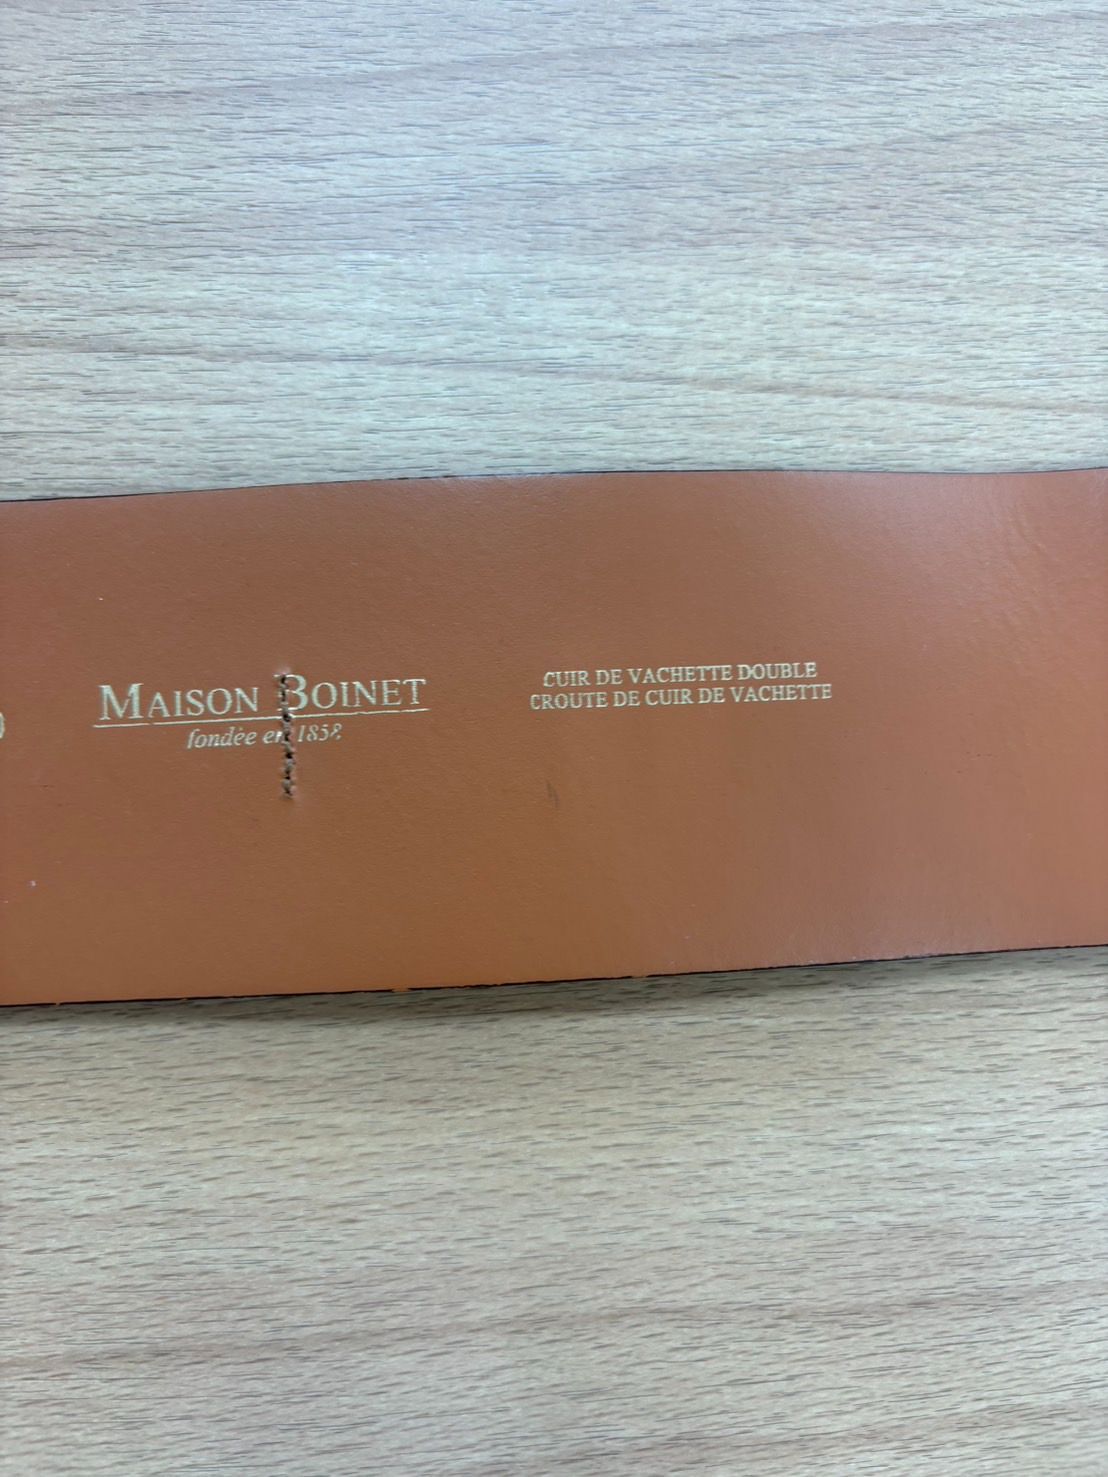 MAISON BOINET
fondée en 1858
CUIR DE VACHETTE DOUBLE
CROUTE DE CUIR DE VACHETTE